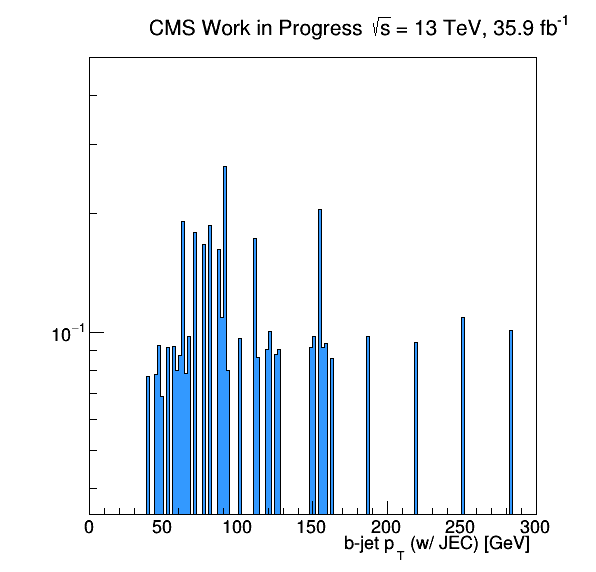 CMS Work in Progress √s = 13 TeV, 35.9 fb⁻¹
10⁻¹
0 50 100 150 200 250 300
b-jet p_T (w/ JEC) [GeV]